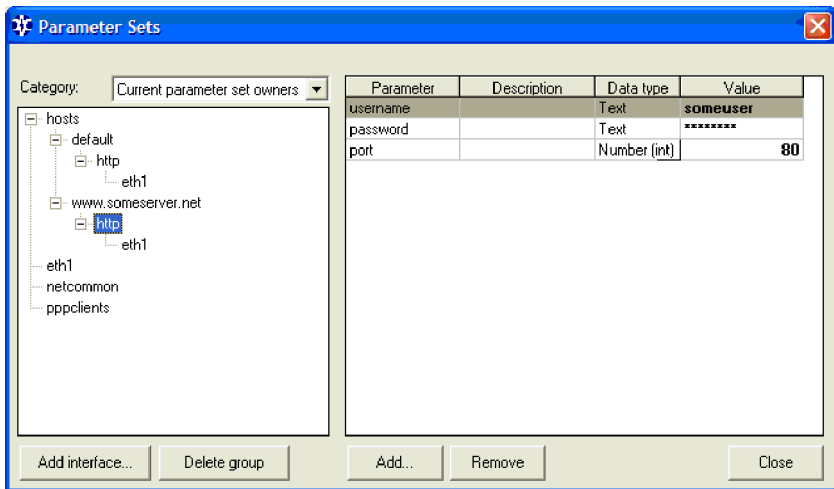 Parameter Sets
Category: Current parameter set owners
Parameter Description Data type Value
username Text someuser
password Text ********
port Number (int) 80
hosts
default
http
eth1
www.someserver.net
http
eth1
eth1
netcommon
pppclients
Add interface... Delete group Add... Remove Close